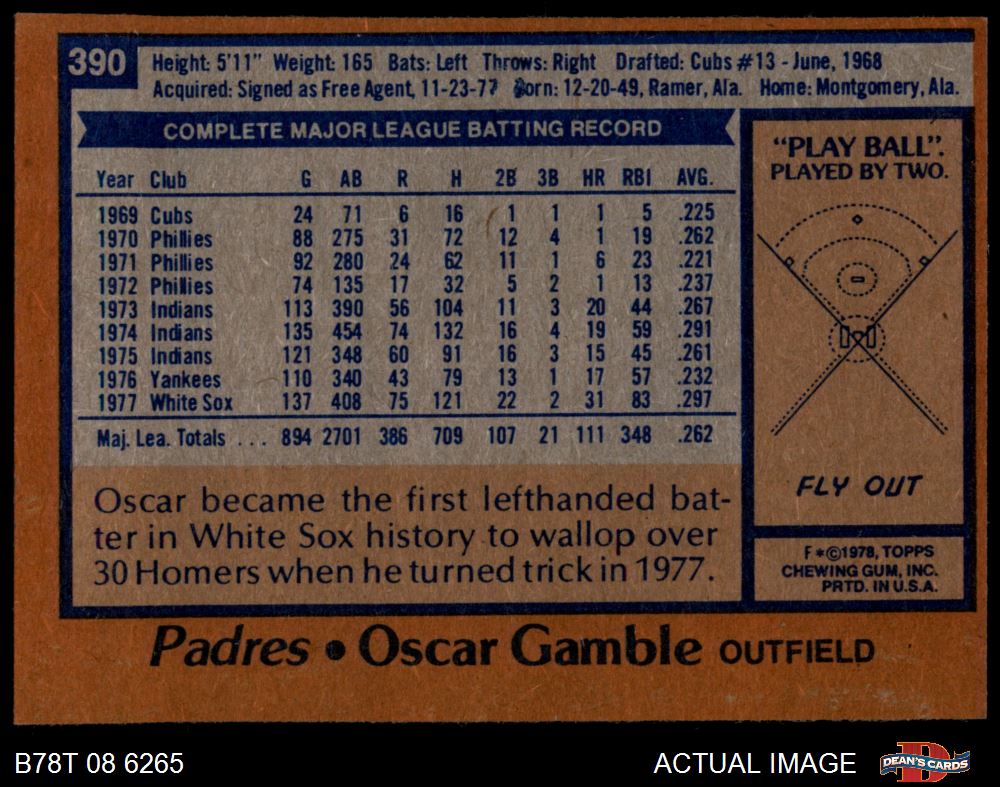 390
Height: 5'11" Weight: 165 Bats: Left Throws: Right Drafted: Cubs #13 - June, 1968
Acquired: Signed as Free Agent, 11-23-77 Born: 12-20-49, Ramer, Ala. Home: Montgomery, Ala.
COMPLETE MAJOR LEAGUE BATTING RECORD
Year Club G AB R H 2B 3B HR RBI AVG.
1969 Cubs 24 71 6 16 1 1 1 5 .225
1970 Phillies 88 275 31 72 12 4 1 19 .262
1971 Phillies 92 280 24 62 11 1 6 23 .221
1972 Phillies 74 135 17 32 5 2 1 13 .237
1973 Indians 113 390 56 104 11 3 20 44 .267
1974 Indians 135 454 74 132 16 4 19 59 .291
1975 Indians 121 348 60 91 16 3 15 45 .261
1976 Yankees 110 340 43 79 13 1 17 57 .232
1977 White Sox 137 408 75 121 22 2 31 83 .297
Maj. Lea. Totals ... 894 2701 386 709 107 21 111 348 .262
Oscar became the first lefthanded bat-
ter in White Sox history to wallop over
30 Homers when he turned trick in 1977.
"PLAY BALL".
PLAYED BY TWO.
FLY OUT
F*©1978, TOPPS
CHEWING GUM, INC.
PRTD. IN U.S.A.
Padres • Oscar Gamble OUTFIELD
B78T 08 6265
ACTUAL IMAGE
D
DEAN'S CARDS